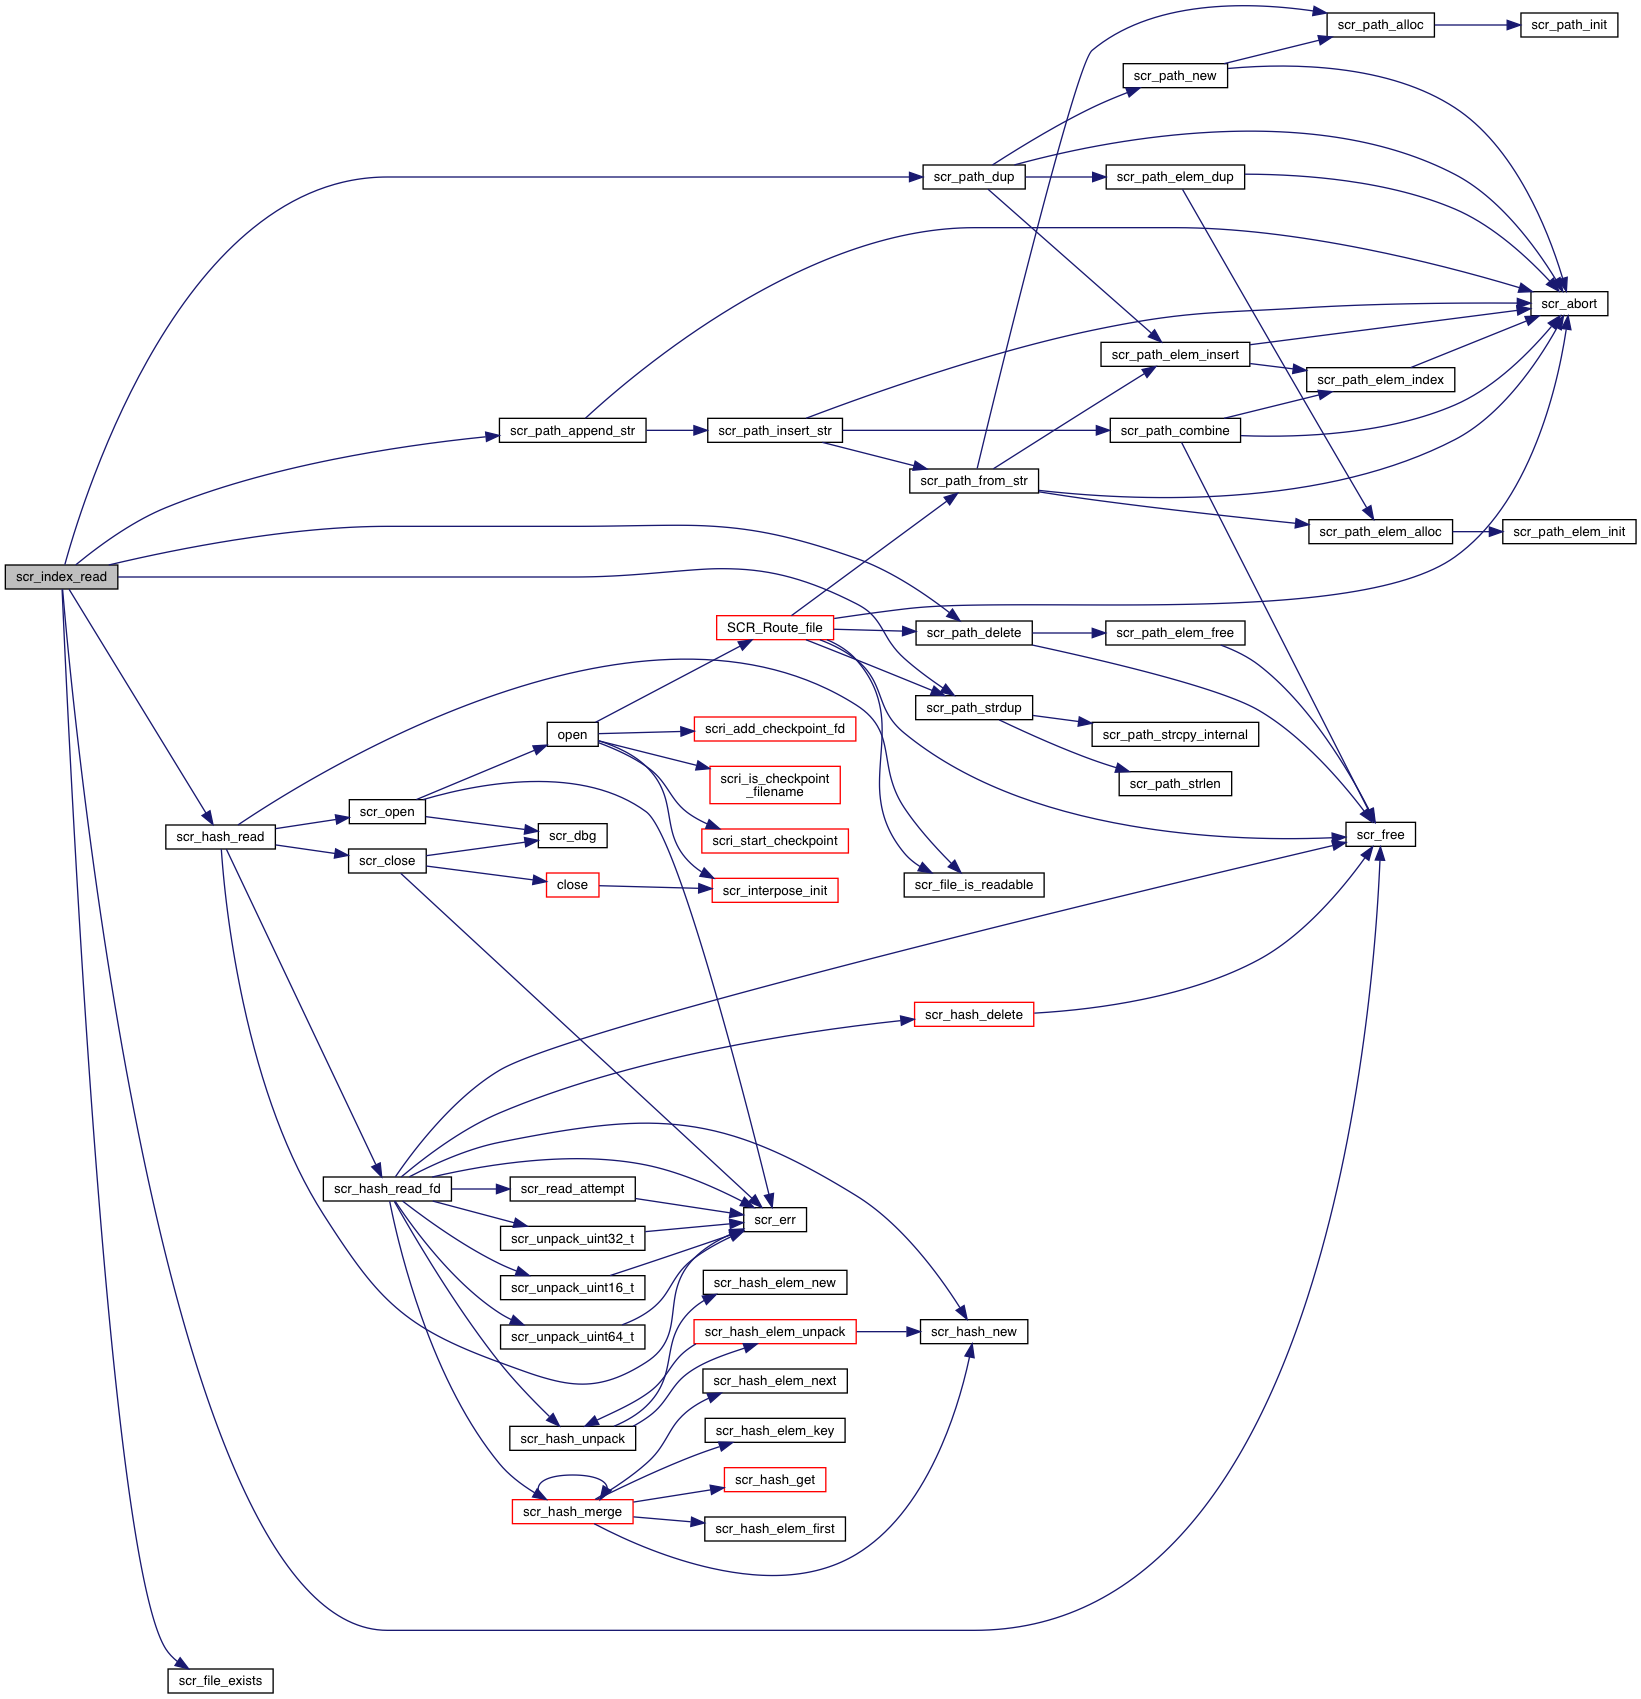 scr_path_alloc
scr_path_init
scr_path_new
scr_path_dup
scr_path_elem_dup
scr_abort
scr_path_elem_insert
scr_path_elem_index
scr_path_append_str
scr_path_insert_str
scr_path_combine
scr_path_from_str
scr_path_elem_alloc
scr_path_elem_init
scr_index_read
SCR_Route_file
scr_path_delete
scr_path_elem_free
scr_path_strdup
scr_path_strcpy_internal
open
scri_add_checkpoint_fd
scri_is_checkpoint
_filename
scr_path_strlen
scr_open
scr_dbg
scr_hash_read
scri_start_checkpoint
scr_free
scr_close
close
scr_interpose_init
scr_file_is_readable
scr_hash_delete
scr_hash_read_fd
scr_read_attempt
scr_err
scr_unpack_uint32_t
scr_unpack_uint16_t
scr_hash_elem_new
scr_unpack_uint64_t
scr_hash_elem_unpack
scr_hash_new
scr_hash_elem_next
scr_hash_unpack
scr_hash_elem_key
scr_hash_get
scr_hash_merge
scr_hash_elem_first
scr_file_exists